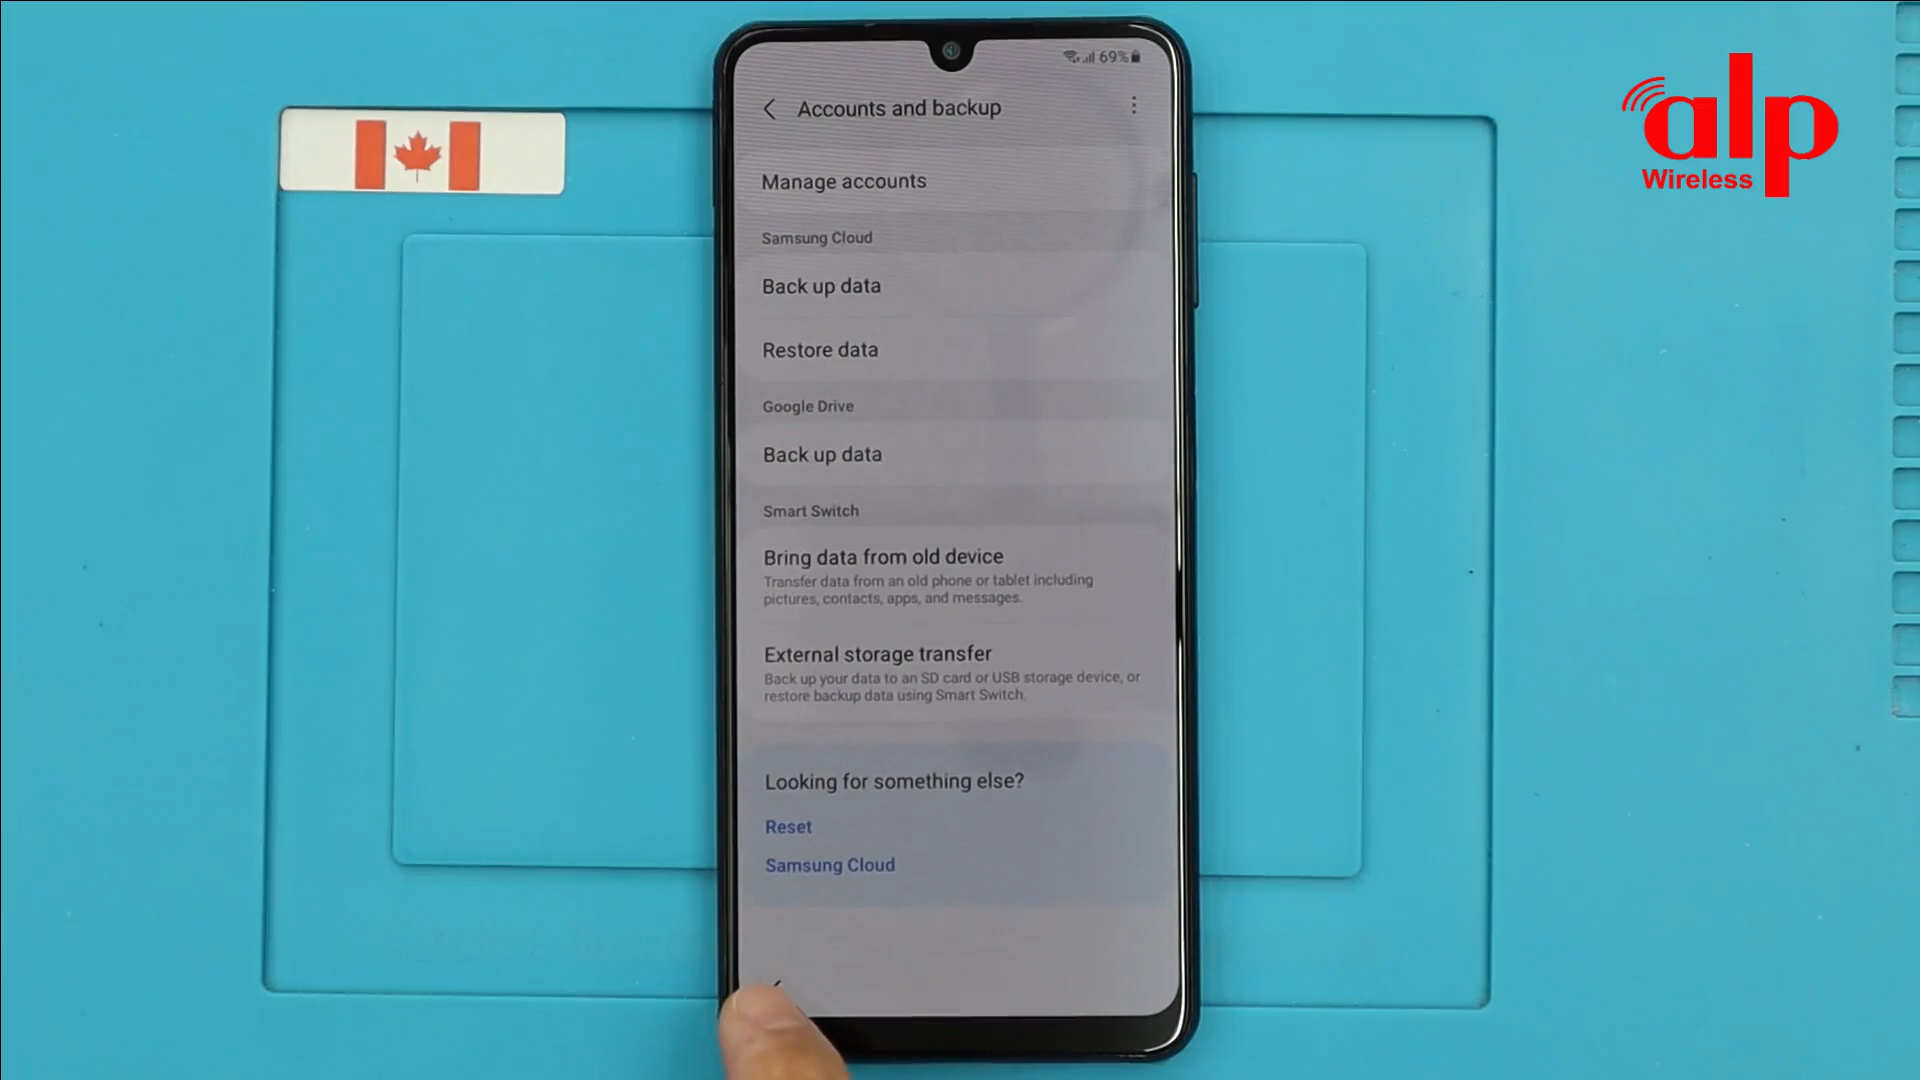 69%
Accounts and backup
Manage accounts
Samsung Cloud
Back up data
Restore data
Google Drive
Back up data
Smart Switch
Bring data from old device
Transfer data from an old phone or tablet including
pictures, contacts, apps, and messages.
External storage transfer
Back up your data to an SD card or USB storage device, or
restore backup data using Smart Switch.
Looking for something else?
Reset
Samsung Cloud
alp
Wireless